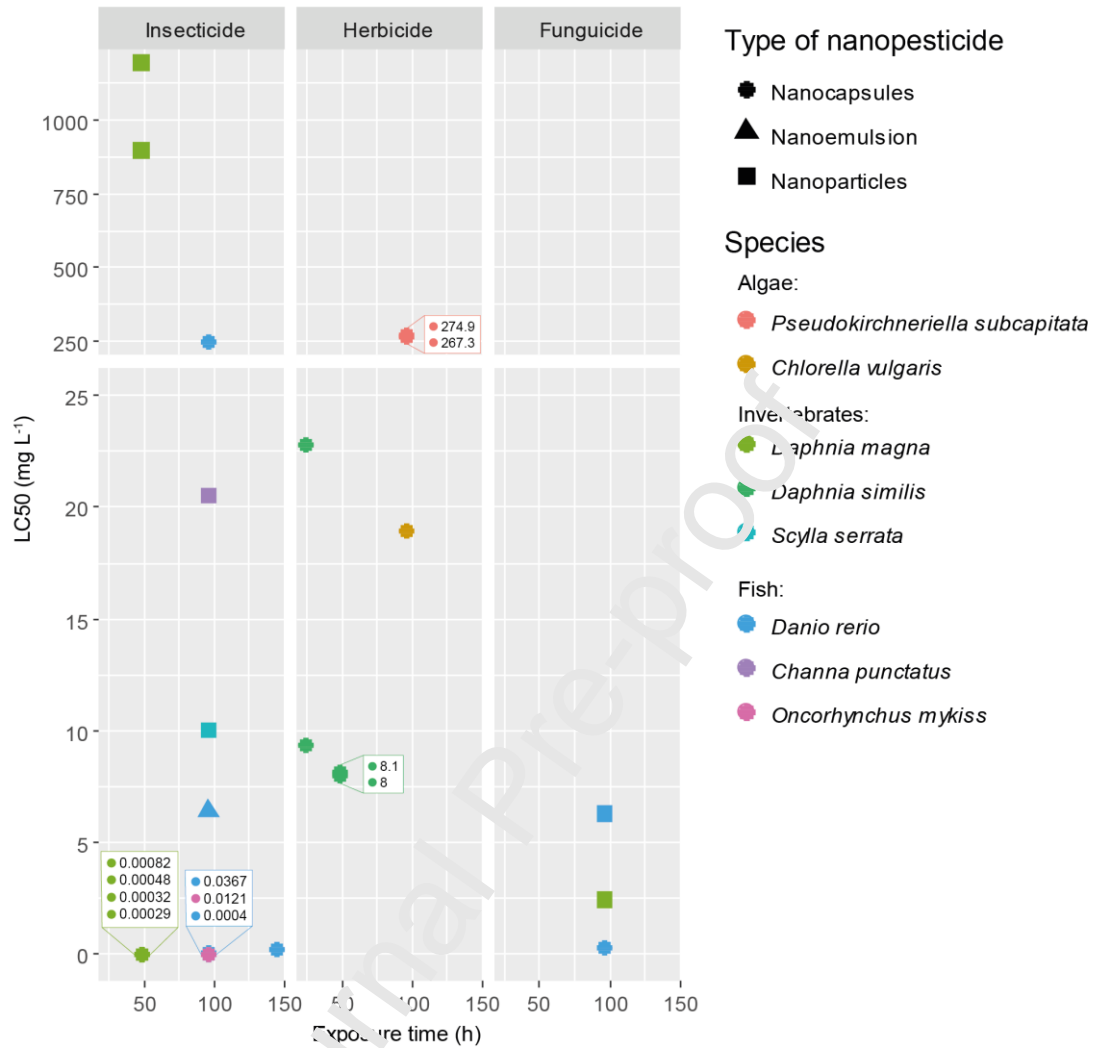 Insecticide
Herbicide
Funguicide
1000
750
500
250
25
20
15
10
5
0
LC50 (mg L-1)
274.9
267.3
8.1
8
0.00082
0.00048
0.00032
0.00029
0.0367
0.0121
0.0004
50 100 150
50 100 150
50 100 150
Exposure time (h)
Type of nanopesticide
Nanocapsules
Nanoemulsion
Nanoparticles
Species
Algae:
Pseudokirchneriella subcapitata
Chlorella vulgaris
Invertebrates:
Daphnia magna
Daphnia similis
Scylla serrata
Fish:
Danio rerio
Channa punctatus
Oncorhynchus mykiss
Pre-proof